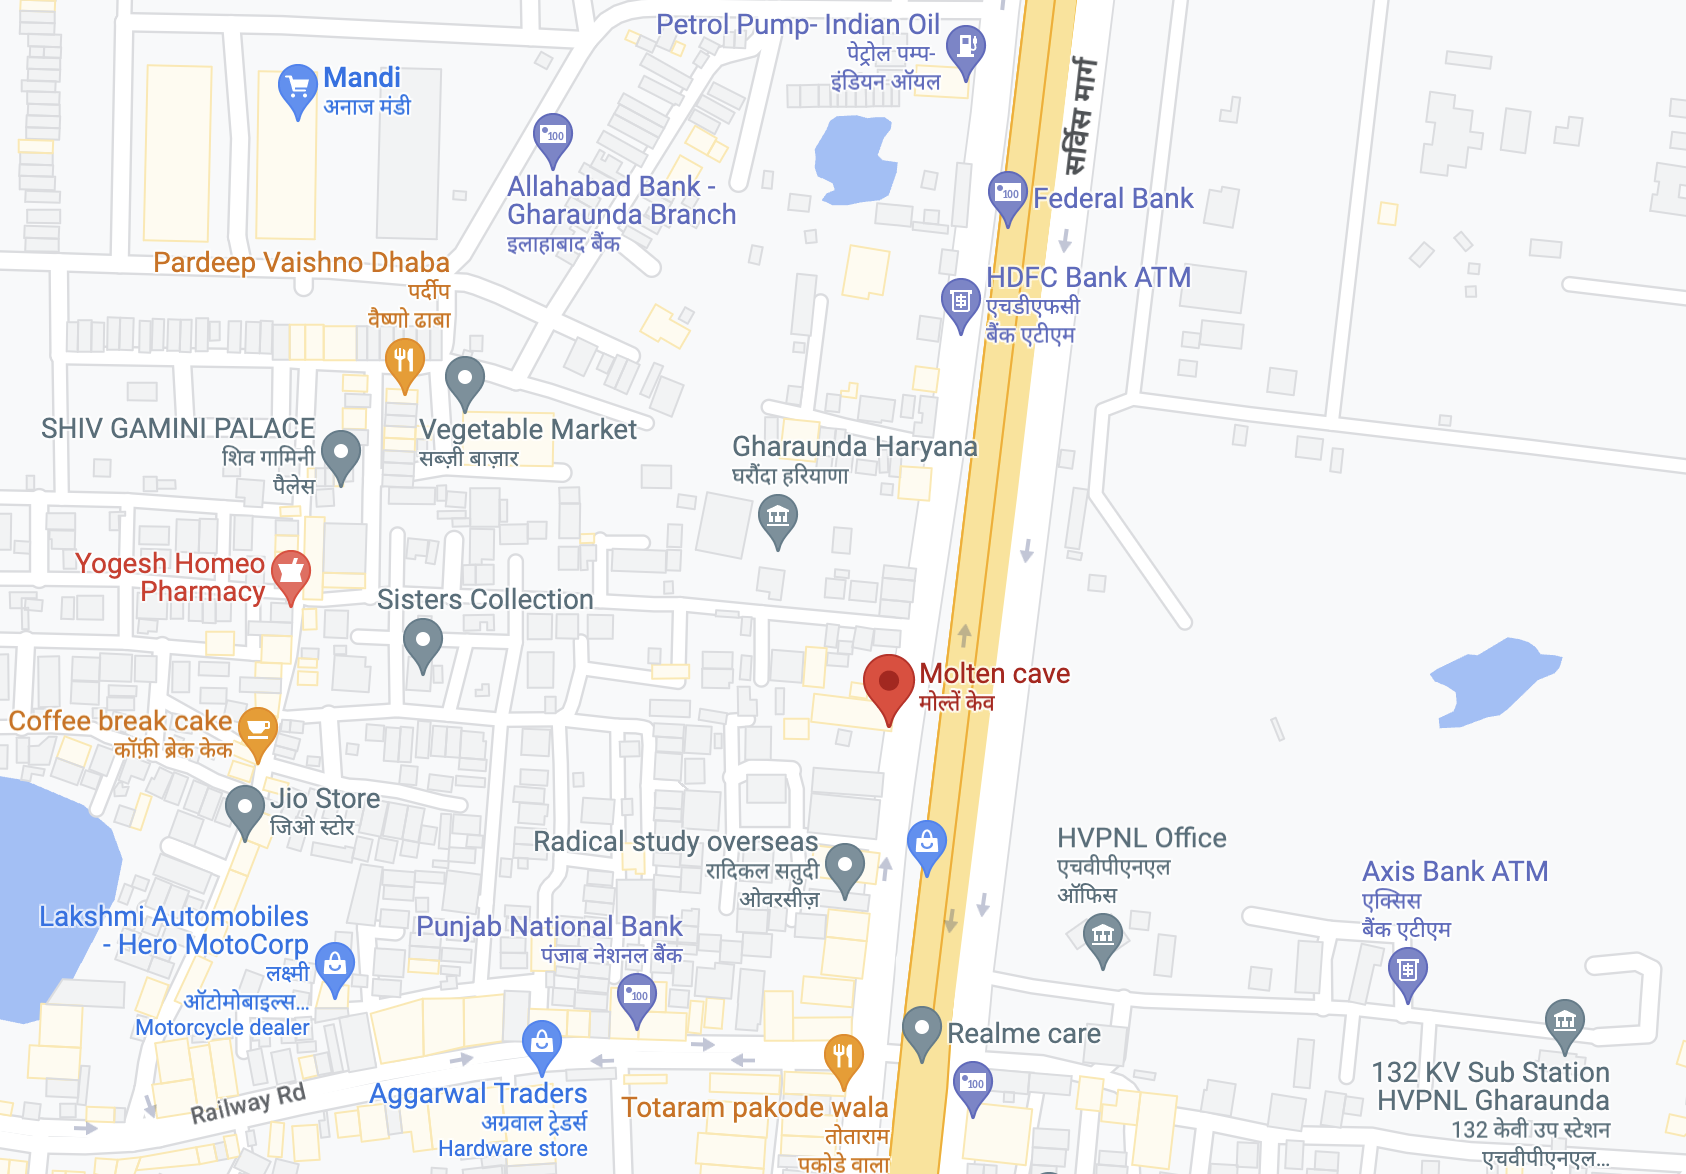 Petrol Pump- Indian Oil
पेट्रोल पम्प-
इंडियन ऑयल
Mandi
अनाज मंडी
सर्विस मार्ग
Allahabad Bank -
Gharaunda Branch
इलाहाबाद बैंक
Federal Bank
Pardeep Vaishno Dhaba
पर्दीप
वैष्णो ढाबा
HDFC Bank ATM
एचडीएफसी
बैंक एटीएम
SHIV GAMINI PALACE
शिव गामिनी
पैलेस
Vegetable Market
सब्ज़ी बाज़ार
Gharaunda Haryana
घरौंदा हरियाणा
Yogesh Homeo
Pharmacy
Sisters Collection
Molten cave
मोल्तें केव
Coffee break cake
कॉफ़ी ब्रेक केक
Jio Store
जिओ स्टोर
Radical study overseas
रादिकल सतुदी
ओवरसीज़
HVPNL Office
एचवीपीएनएल
ऑफिस
Axis Bank ATM
एक्सिस
बैंक एटीएम
Lakshmi Automobiles
- Hero MotoCorp
लक्ष्मी
ऑटोमोबाइल्स...
Motorcycle dealer
Punjab National Bank
पंजाब नेशनल बैंक
Realme care
Railway Rd
Aggarwal Traders
अग्रवाल ट्रेडर्स
Hardware store
Totaram pakode wala
तोताराम
पकोडे वाला
132 KV Sub Station
HVPNL Gharaunda
132 केवी उप स्टेशन
एचवीपीएनएल...